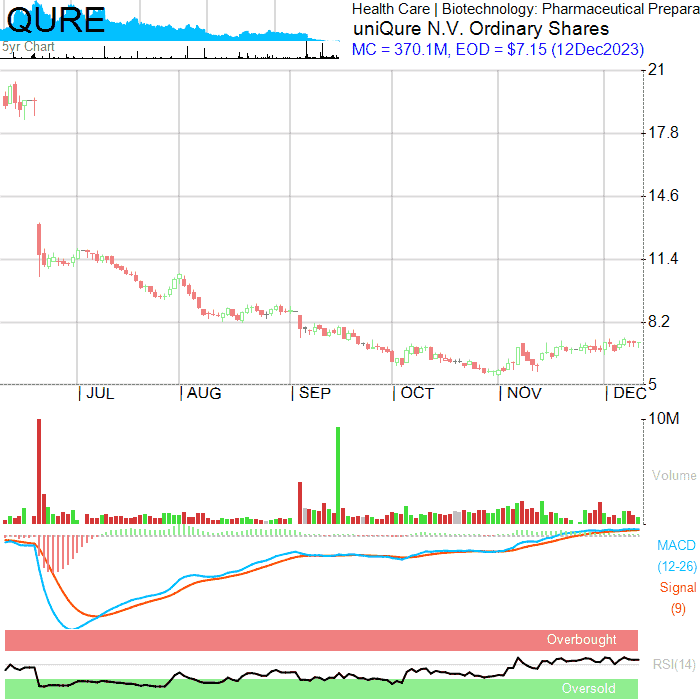 QURE
5yr Chart
Health Care | Biotechnology: Pharmaceutical Prepara
uniQure N.V. Ordinary Shares
MC = 370.1M, EOD = $7.15 (12Dec2023)
21
17.8
14.6
11.4
8.2
5
| JUL | AUG | SEP | OCT | NOV | DEC
10M
Volume
MACD
(12-26)
Signal
(9)
Overbought
RSI(14)
Oversold